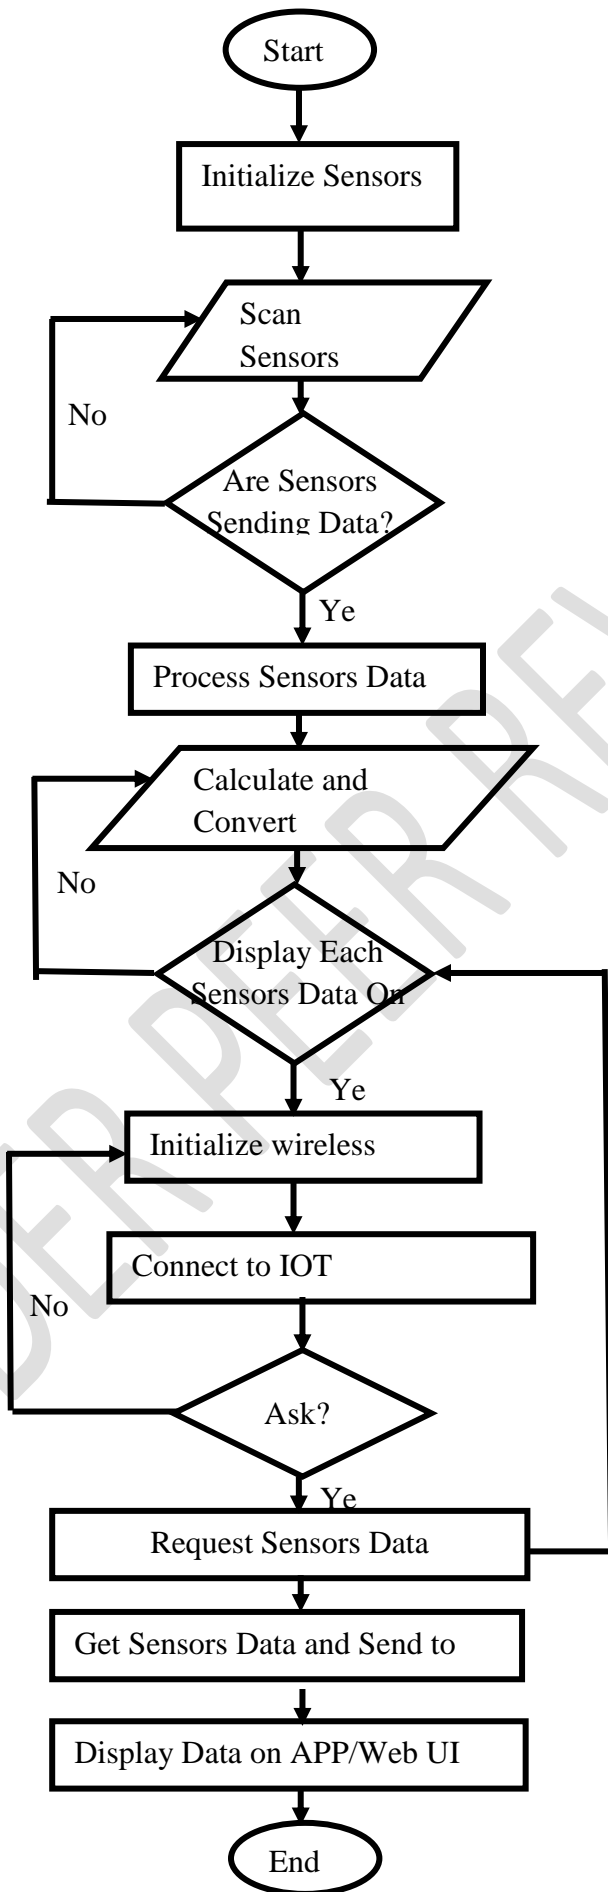 Start
Initialize Sensors
Scan
Sensors
No
Are Sensors
Sending Data?
Ye
Process Sensors Data
Calculate and
Convert
No
Display Each
Sensors Data On
Ye
Initialize wireless
Connect to IOT
No
Ask?
Ye
Request Sensors Data
Get Sensors Data and Send to
Display Data on APP/Web UI
End